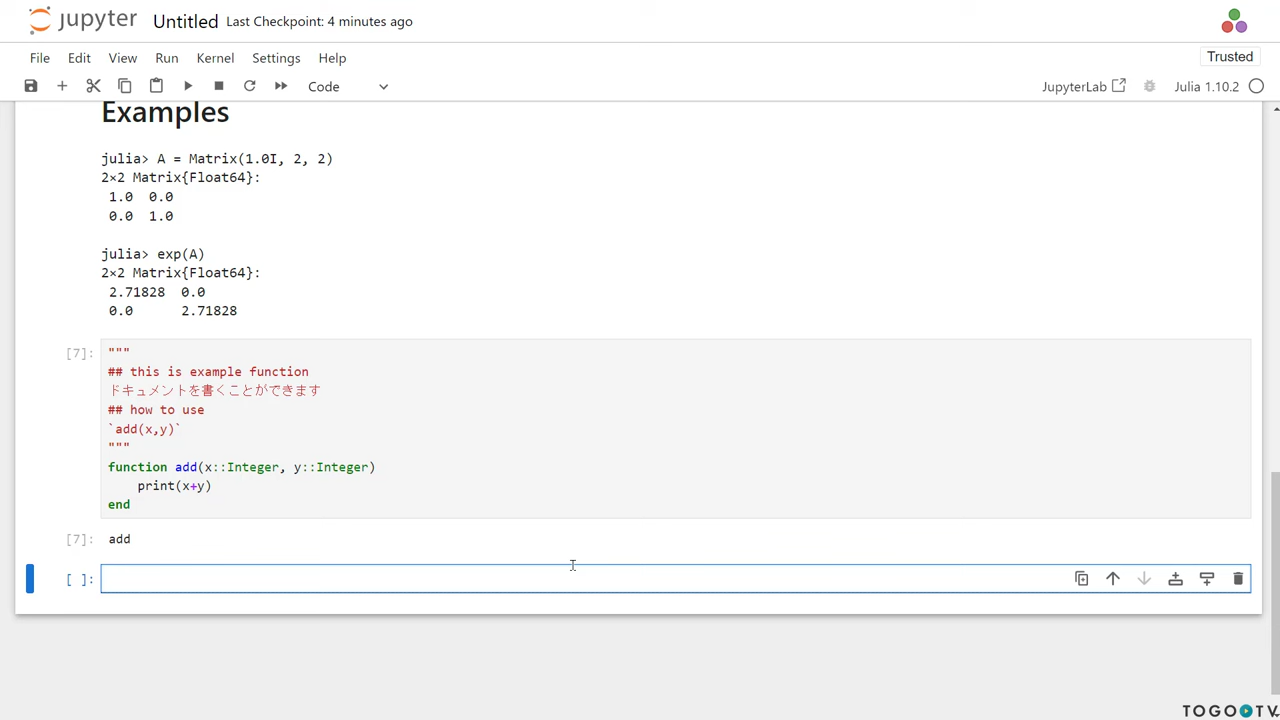 jupyter Untitled Last Checkpoint: 4 minutes ago
File Edit View Run Kernel Settings Help Trusted
Code JupyterLab Julia 1.10.2
Examples
julia> A = Matrix(1.0I, 2, 2)
2×2 Matrix{Float64}:
1.0 0.0
0.0 1.0
julia> exp(A)
2×2 Matrix{Float64}:
2.71828 0.0
0.0 2.71828
[7]: """
## this is example function
ドキュメントを書くことができます
## how to use
`add(x,y)`
"""
function add(x::Integer, y::Integer)
print(x+y)
end
[7]: add
[ ]:
TOGOTV